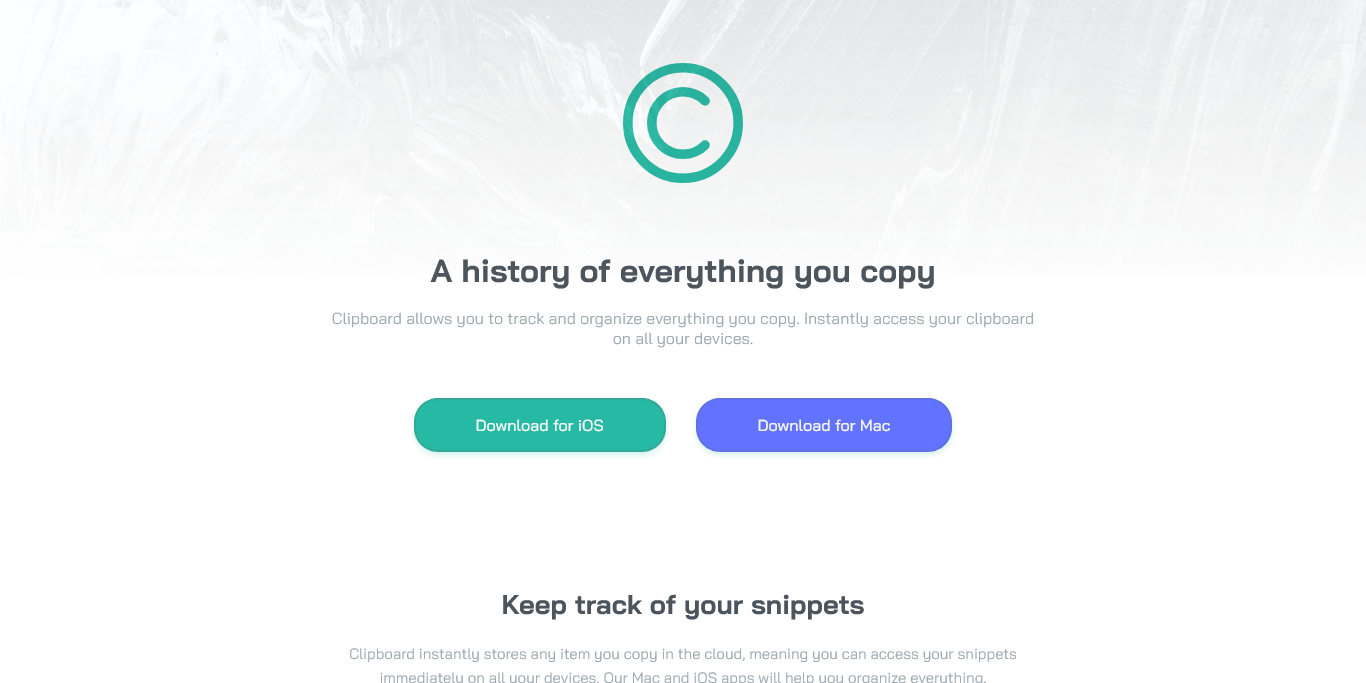 A history of everything you copy
Clipboard allows you to track and organize everything you copy. Instantly access your clipboard
on all your devices.
Download for iOS
Download for Mac
Keep track of your snippets
Clipboard instantly stores any item you copy in the cloud, meaning you can access your snippets
immediately on all your devices. Our Mac and iOS apps will help you organize everything.